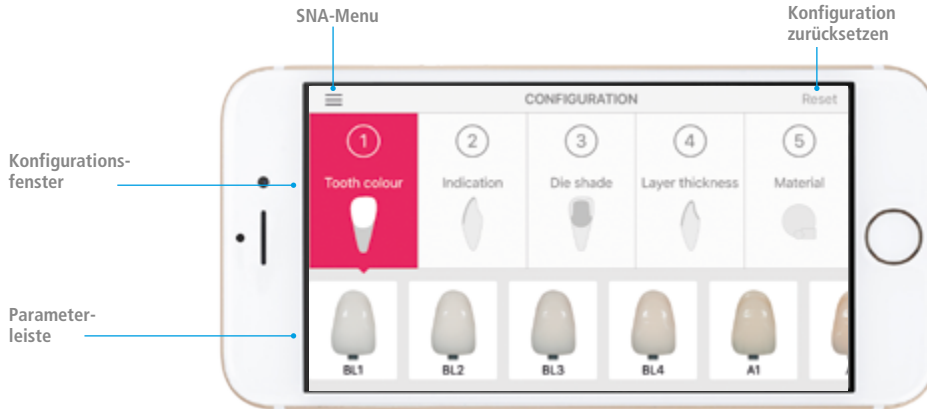 SNA-Menu
Konfiguration
zurücksetzen
CONFIGURATION
Reset
1
2
3
4
5
Konfigurations-
fenster
Tooth colour
Indication
Die shade
Layer thickness
Material
Parameter-
leiste
BL1
BL2
BL3
BL4
A1